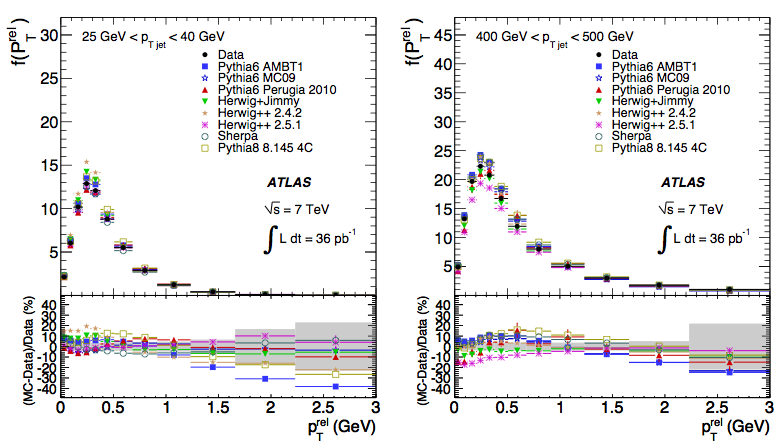 f(P_T^rel)
25 GeV < p_T jet < 40 GeV
Data
Pythia6 AMBT1
Pythia6 MC09
Pythia6 Perugia 2010
Herwig+Jimmy
Herwig++ 2.4.2
Herwig++ 2.5.1
Sherpa
Pythia8 8.145 4C
ATLAS
√s = 7 TeV
∫ L dt = 36 pb⁻¹
30
25
20
15
10
5
(MC-Data)/Data (%)
40
30
20
10
0
-10
-20
-30
-40
0 0.5 1 1.5 2 2.5 3
p_T^rel (GeV)
f(P_T^rel)
400 GeV < p_T jet < 500 GeV
Data
Pythia6 AMBT1
Pythia6 MC09
Pythia6 Perugia 2010
Herwig+Jimmy
Herwig++ 2.4.2
Herwig++ 2.5.1
Sherpa
Pythia8 8.145 4C
ATLAS
√s = 7 TeV
∫ L dt = 36 pb⁻¹
45
40
35
30
25
20
15
10
5
(MC-Data)/Data (%)
40
30
20
10
0
-10
-20
-30
-40
0 0.5 1 1.5 2 2.5 3
p_T^rel (GeV)